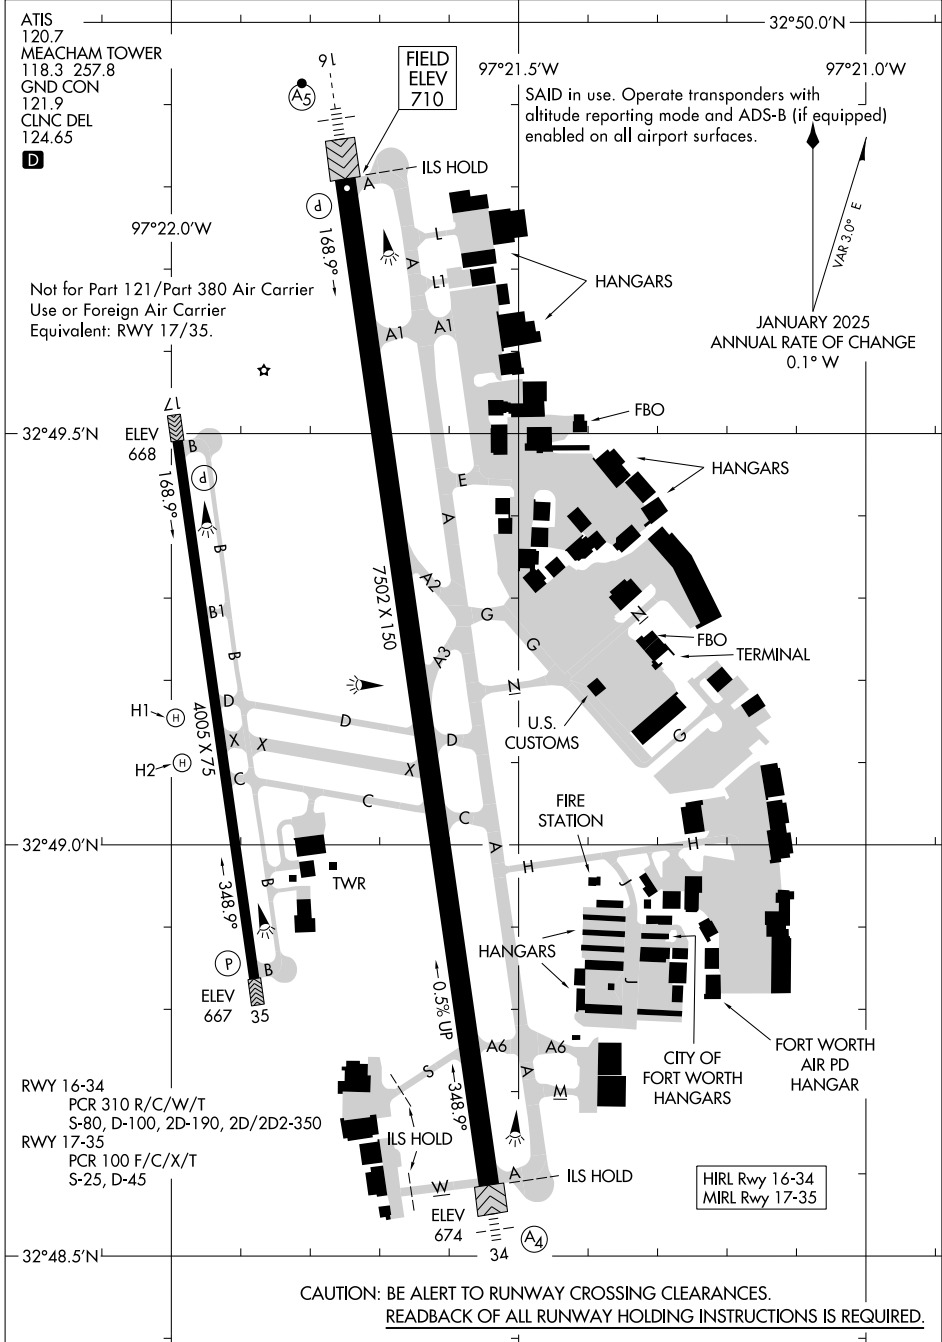 ATIS
120.7
MEACHAM TOWER
118.3 257.8
GND CON
121.9
CLNC DEL
124.65
D
32°50.0'N
16
A5
FIELD
ELEV
710
97°21.5'W
97°21.0'W
SAID in use. Operate transponders with
altitude reporting mode and ADS-B (if equipped)
enabled on all airport surfaces.
ILS HOLD
A
P
168.9°
97°22.0'W
L
A
L1
VAR 3.0° E
HANGARS
Not for Part 121/Part 380 Air Carrier
Use or Foreign Air Carrier
Equivalent: RWY 17/35.
A1
A1
JANUARY 2025
ANNUAL RATE OF CHANGE
0.1° W
17
FBO
32°49.5'N
ELEV
668
B
P
168.9°
HANGARS
E
A
B
7502 X 150
A2
B1
G
N
G
FBO
TERMINAL
B
A3
N
D
H1
H
D
4005 X 75
U.S.
CUSTOMS
G
X
X
D
H2
H
C
X
C
C
FIRE
STATION
32°49.0'N
A
H
H
TWR
B
J
348.9°
HANGARS
P
B
J
ELEV
667
35
0.5% UP
A6
A6
S
A
M
348.9°
CITY OF
FORT WORTH
HANGARS
FORT WORTH
AIR PD
HANGAR
RWY 16-34
PCR 310 R/C/W/T
S-80, D-100, 2D-190, 2D/2D2-350
RWY 17-35
PCR 100 F/C/X/T
S-25, D-45
ILS HOLD
A
ILS HOLD
W
ELEV
674
34
A4
HIRL Rwy 16-34
MIRL Rwy 17-35
32°48.5'N
CAUTION: BE ALERT TO RUNWAY CROSSING CLEARANCES.
READBACK OF ALL RUNWAY HOLDING INSTRUCTIONS IS REQUIRED.